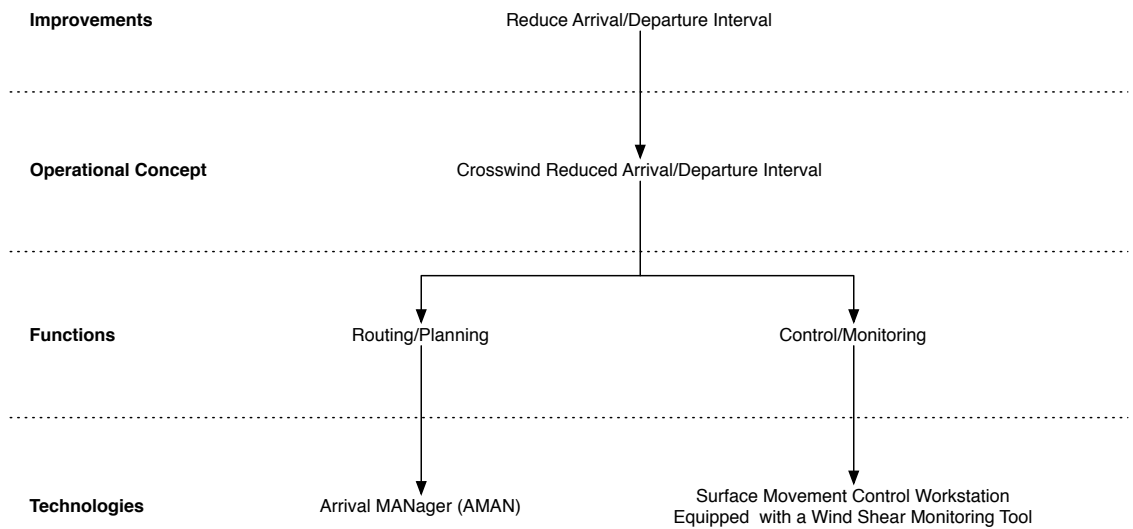 Improvements
Reduce Arrival/Departure Interval
Operational Concept
Crosswind Reduced Arrival/Departure Interval
Functions
Routing/Planning
Control/Monitoring
Technologies
Arrival MANager (AMAN)
Surface Movement Control Workstation
Equipped with a Wind Shear Monitoring Tool